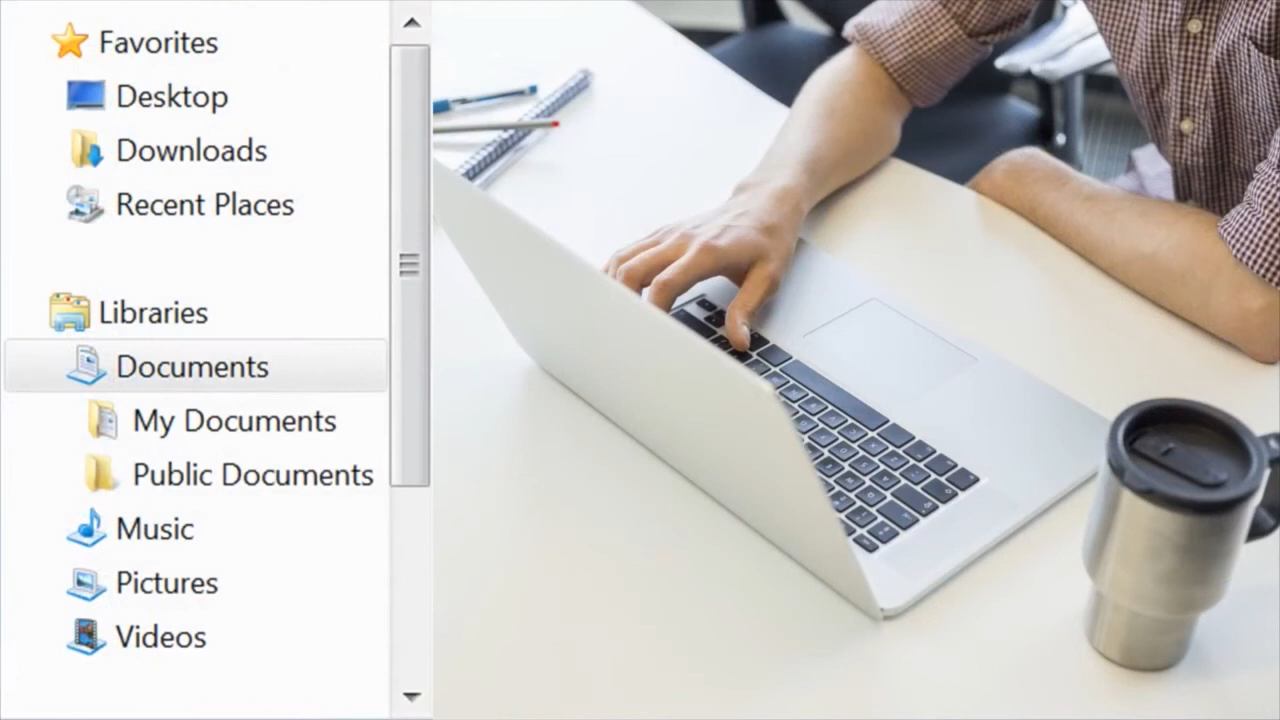 Favorites
Desktop
Downloads
Recent Places
Libraries
Documents
My Documents
Public Documents
Music
Pictures
Videos